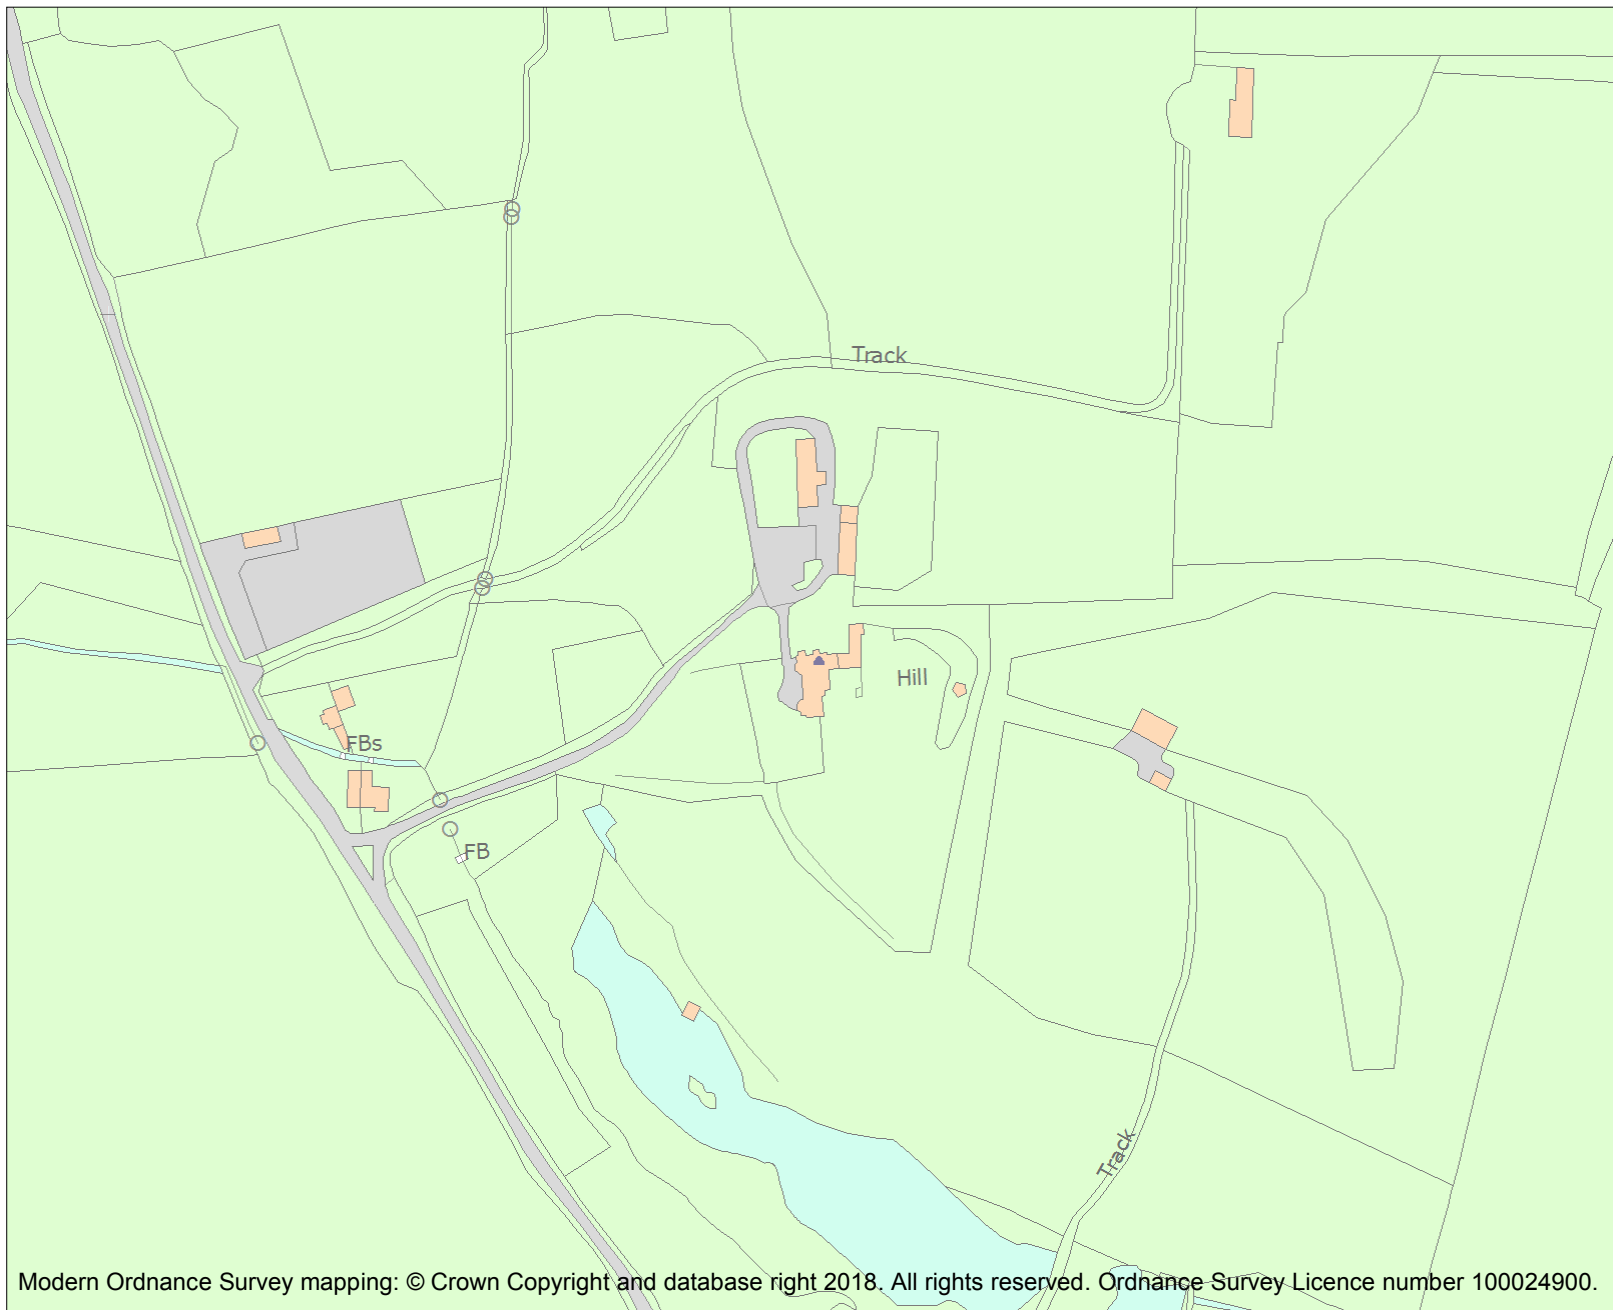 Track
Hill
FBs
FB
Track
Modern Ordnance Survey mapping: © Crown Copyright and database right 2018. All rights reserved. Ordnance Survey Licence number 100024900.